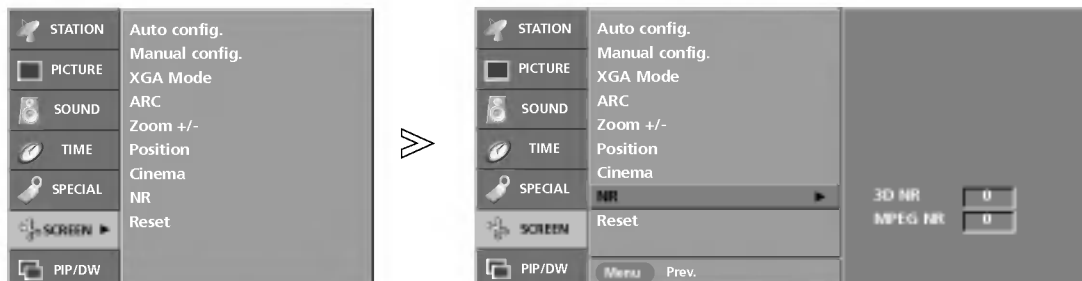 STATION
PICTURE
SOUND
TIME
SPECIAL
SCREEN
PIP/DW
Auto config.
Manual config.
XGA Mode
ARC
Zoom +/-
Position
Cinema
NR
Reset
STATION
PICTURE
SOUND
TIME
SPECIAL
SCREEN
PIP/DW
Auto config.
Manual config.
XGA Mode
ARC
Zoom +/-
Position
Cinema
NR
Reset
Menu Prev.
3D NR 0
MPEG NR 0